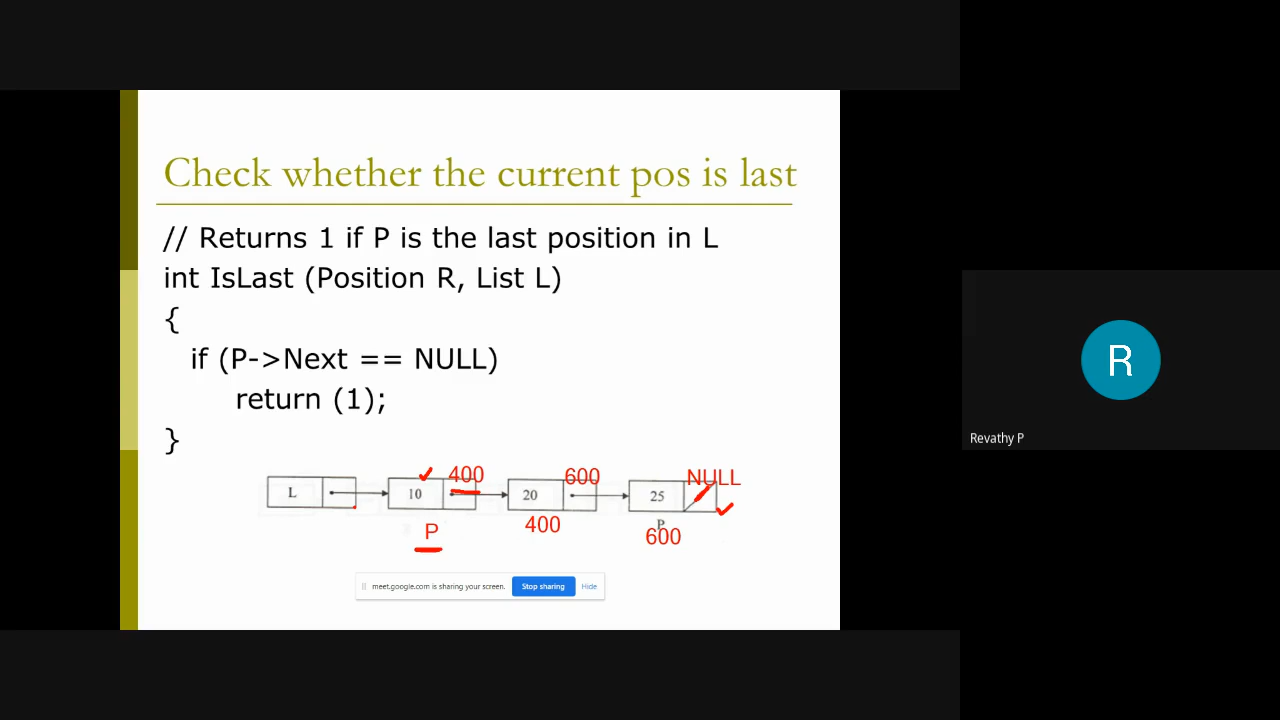 Check whether the current pos is last
// Returns 1 if P is the last position in L
int IsLast (Position R, List L)
{
if (P->Next == NULL)
return (1);
}
400 600 NULL
L 10 20 25
P 400 P
600
meet.google.com is sharing your screen. Stop sharing Hide
R
Revathy P